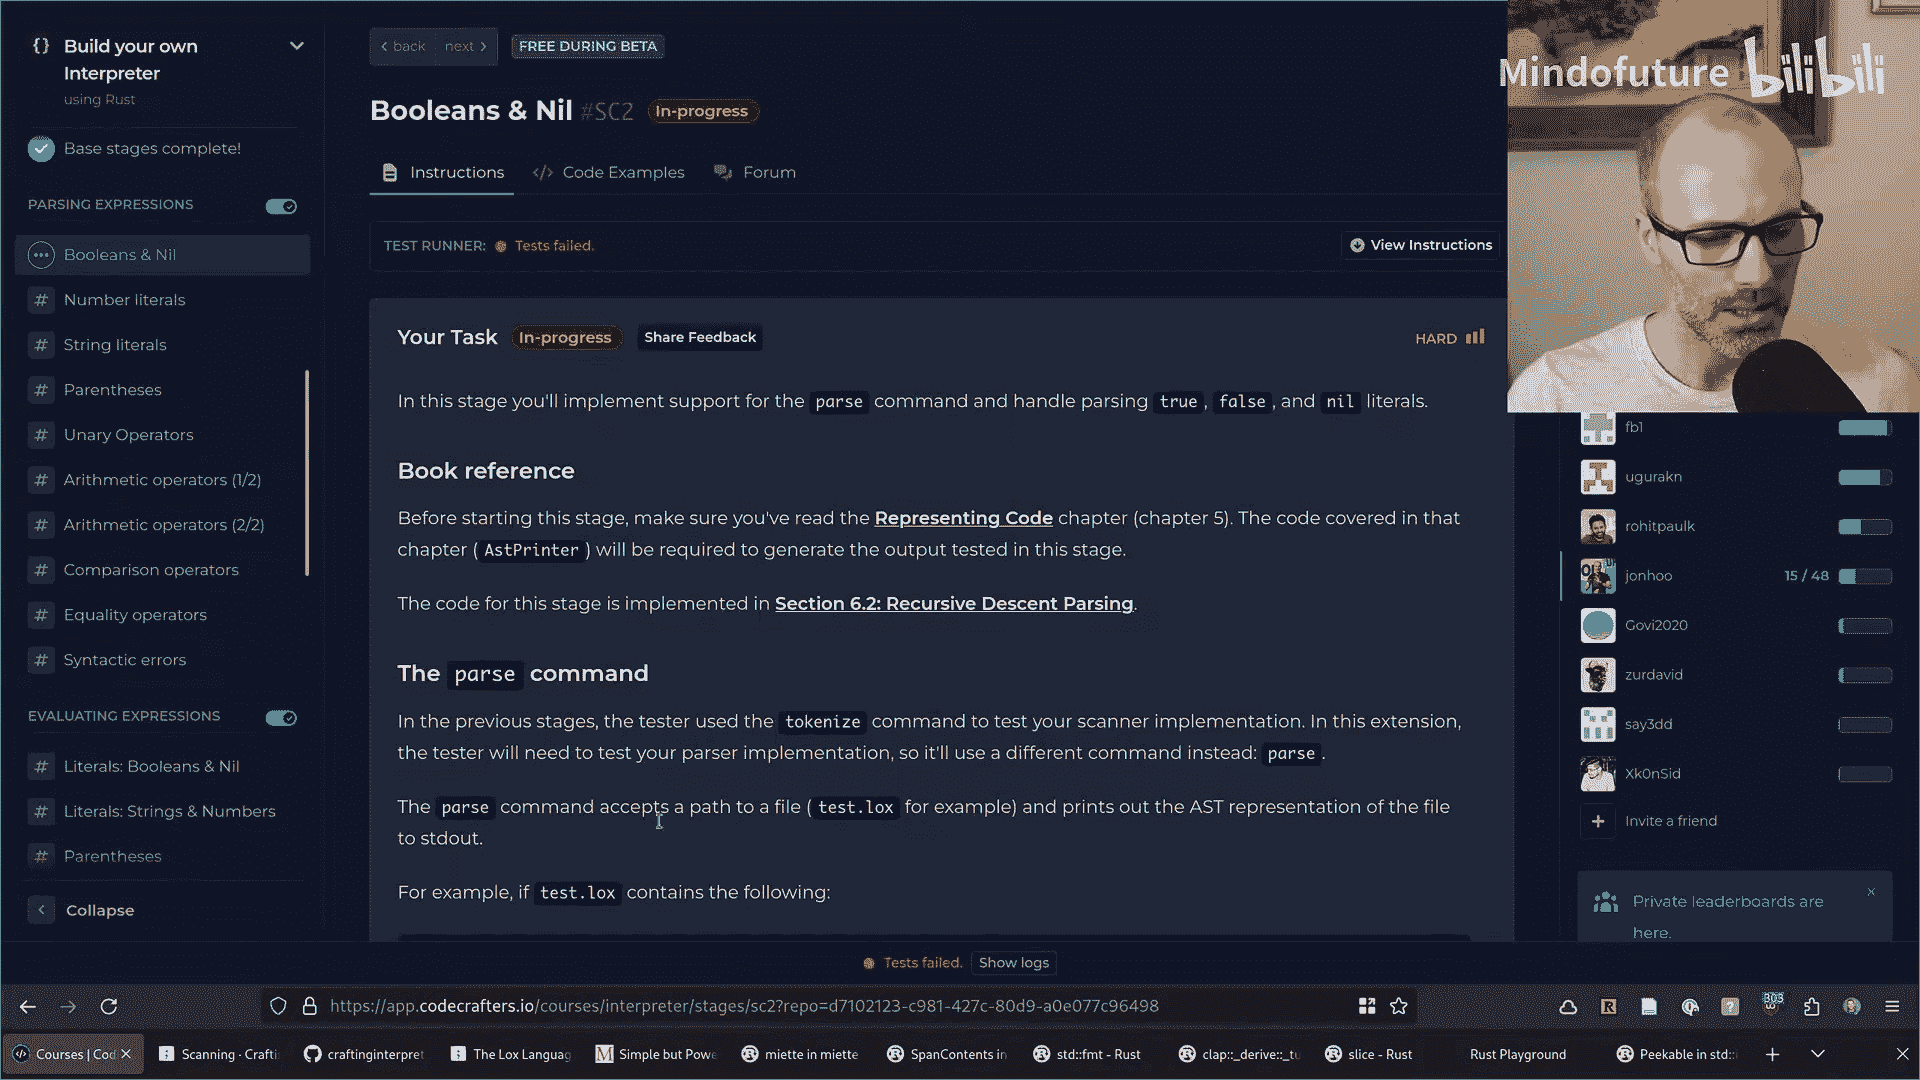 {} Build your own
Interpreter
using Rust
Base stages complete!
PARSING EXPRESSIONS
Booleans & Nil
# Number literals
# String literals
# Parentheses
# Unary Operators
# Arithmetic operators (1/2)
# Arithmetic operators (2/2)
# Comparison operators
# Equality operators
# Syntactic errors
EVALUATING EXPRESSIONS
# Literals: Booleans & Nil
# Literals: Strings & Numbers
# Parentheses
Collapse
back next FREE DURING BETA
Booleans & Nil #SC2 In-progress
Instructions </> Code Examples Forum
TEST RUNNER: Tests failed. View Instructions
Your Task In-progress Share Feedback HARD
In this stage you'll implement support for the parse command and handle parsing true, false, and nil literals.
Book reference
Before starting this stage, make sure you've read the Representing Code chapter (chapter 5). The code covered in that
chapter (AstPrinter) will be required to generate the output tested in this stage.
The code for this stage is implemented in Section 6.2: Recursive Descent Parsing.
The parse command
In the previous stages, the tester used the tokenize command to test your scanner implementation. In this extension,
the tester will need to test your parser implementation, so it'll use a different command instead: parse.
The parse command accepts a path to a file (test.lox for example) and prints out the AST representation of the file
to stdout.
For example, if test.lox contains the following:
Mindofuture bilibili
fb1
ugurakn
rohitpaulk
jonhoo 15 / 48
Govi2020
zurdavid
say3dd
Xk0nSid
+ Invite a friend
Private leaderboards are
here.
Tests failed. Show logs
https://app.codecrafters.io/courses/interpreter/stages/sc2?repo=d7102123-c981-427c-80d9-a0e077c96498
303
Courses | Cod Scanning · Crafti craftinginterpret The Lox Languag Simple but Powe miette in miette SpanContents in std::fmt - Rust clap::_derive::_tu slice - Rust Rust Playground Peekable in std::